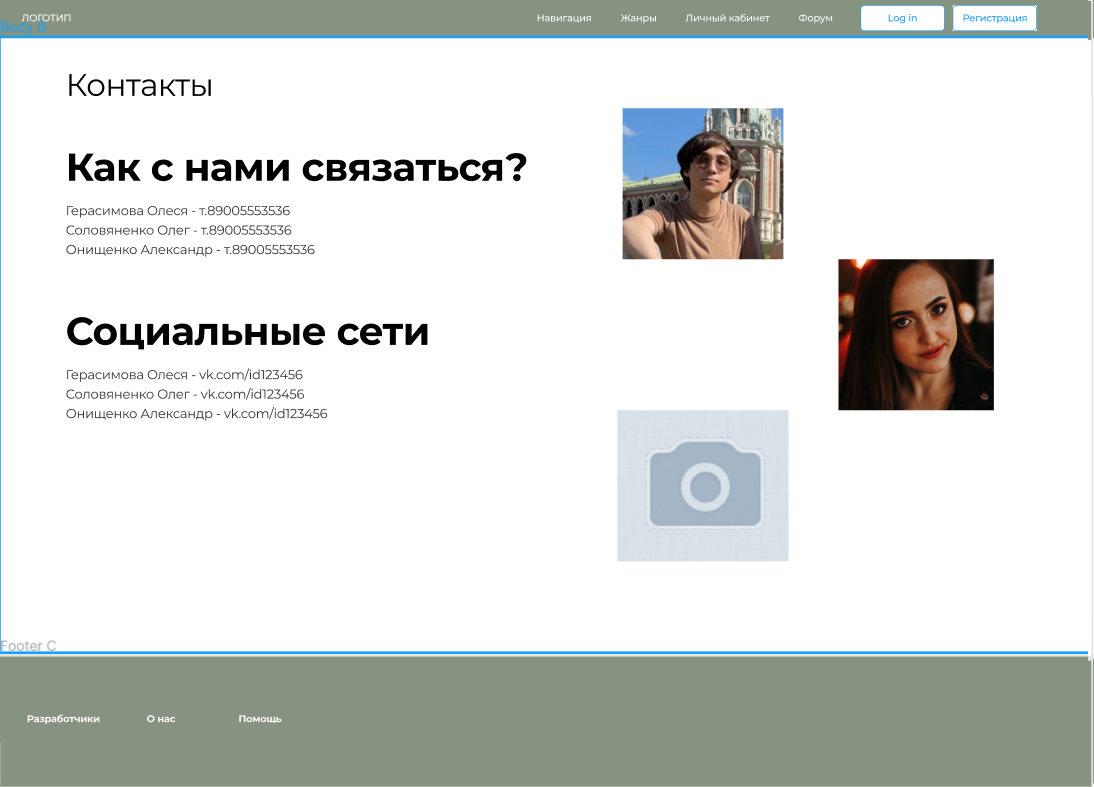 ЛОГОТИП
Body B
Навигация
Жанры
Личный кабинет
Форум
Log in
Регистрация
Контакты
Как с нами связаться?
Герасимова Олеся - т.89005553536
Соловяненко Олег - т.89005553536
Онищенко Александр - т.89005553536
Социальные сети
Герасимова Олеся - vk.com/id123456
Соловяненко Олег - vk.com/id123456
Онищенко Александр - vk.com/id123456
Footer C
Разработчики
О нас
Помощь